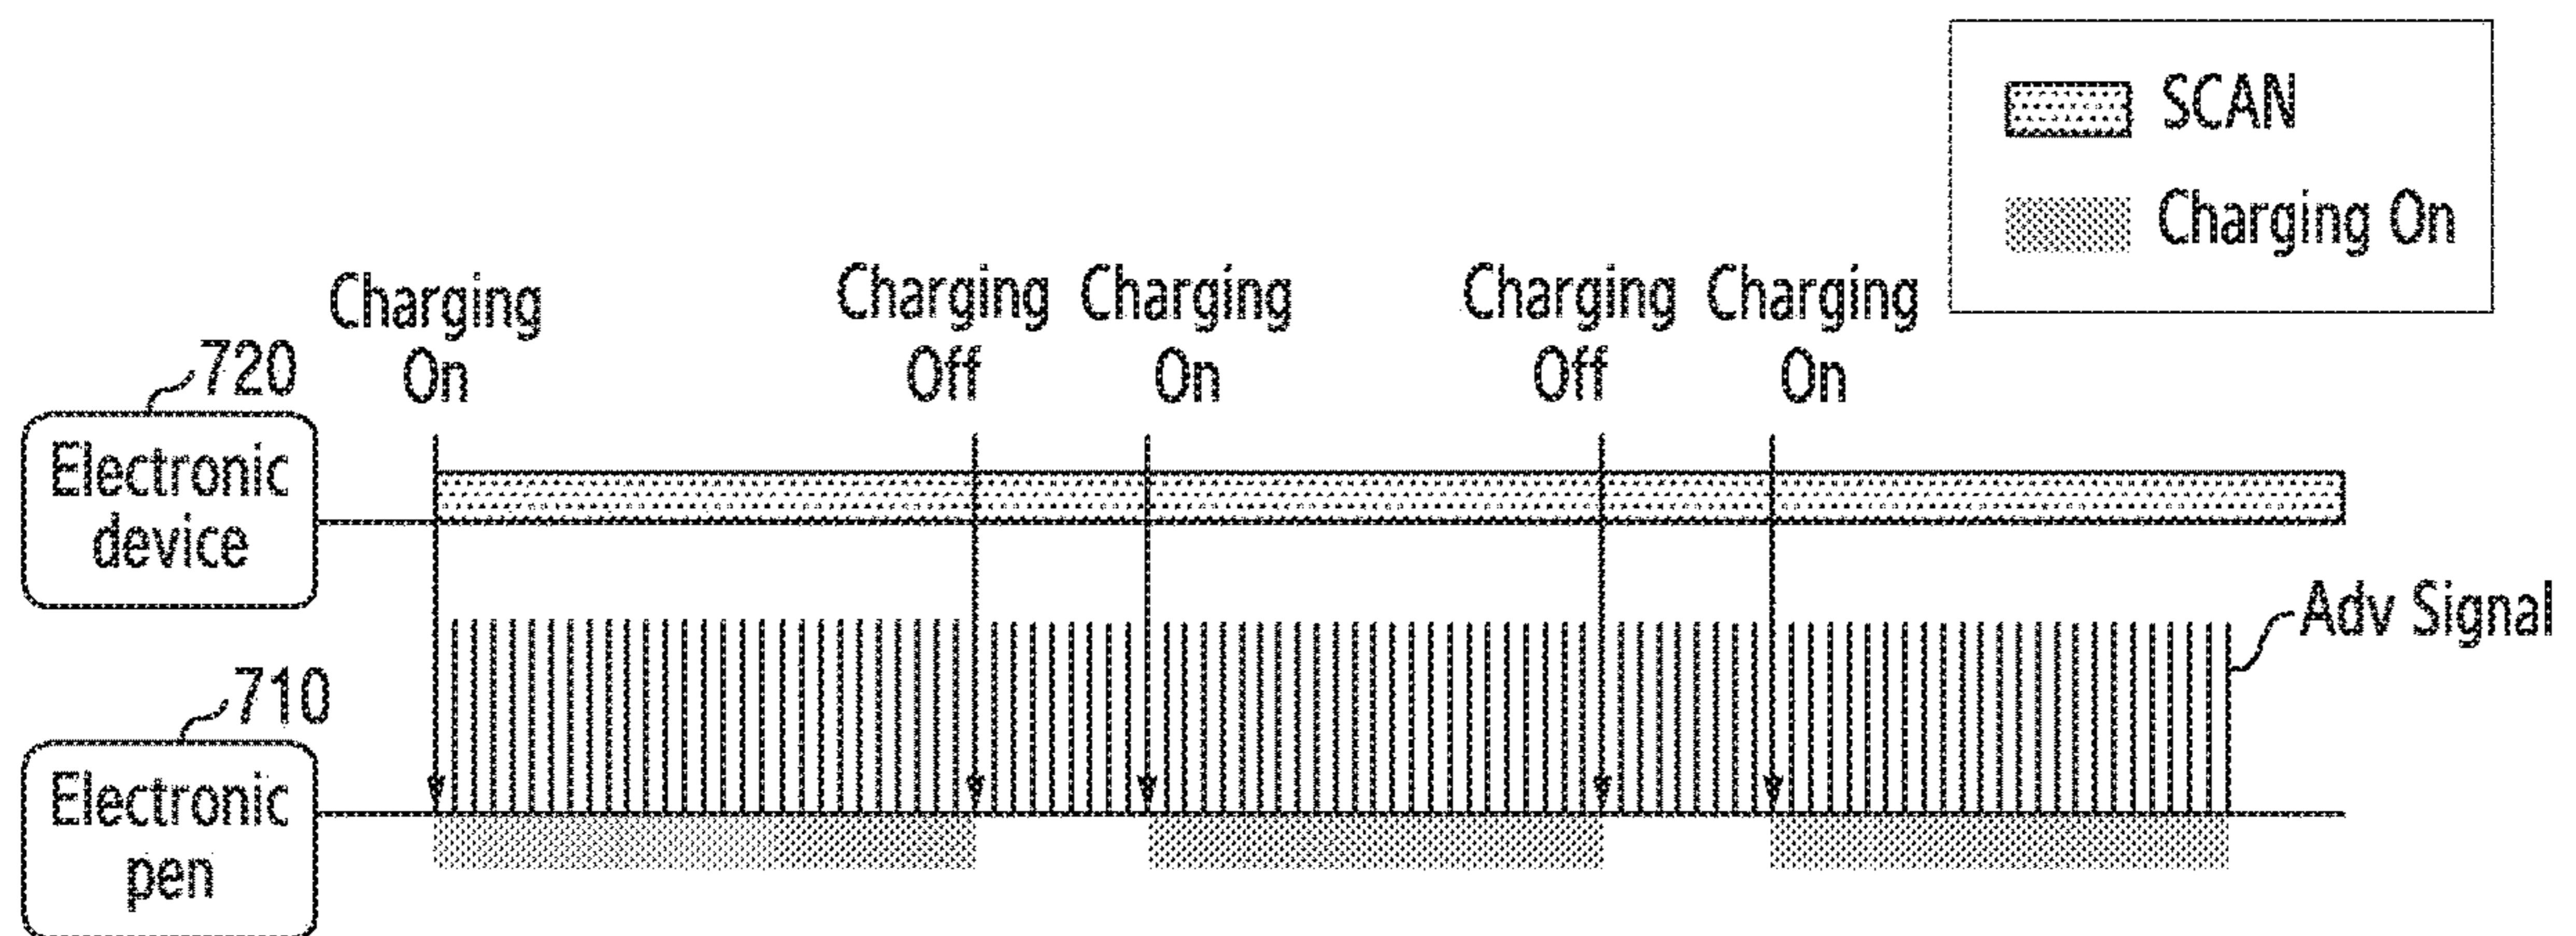 SCAN
Charging On
Charging
On
Charging
Off
Charging
On
Charging
Off
Charging
On
720
Electronic
device
Adv Signal
710
Electronic
pen